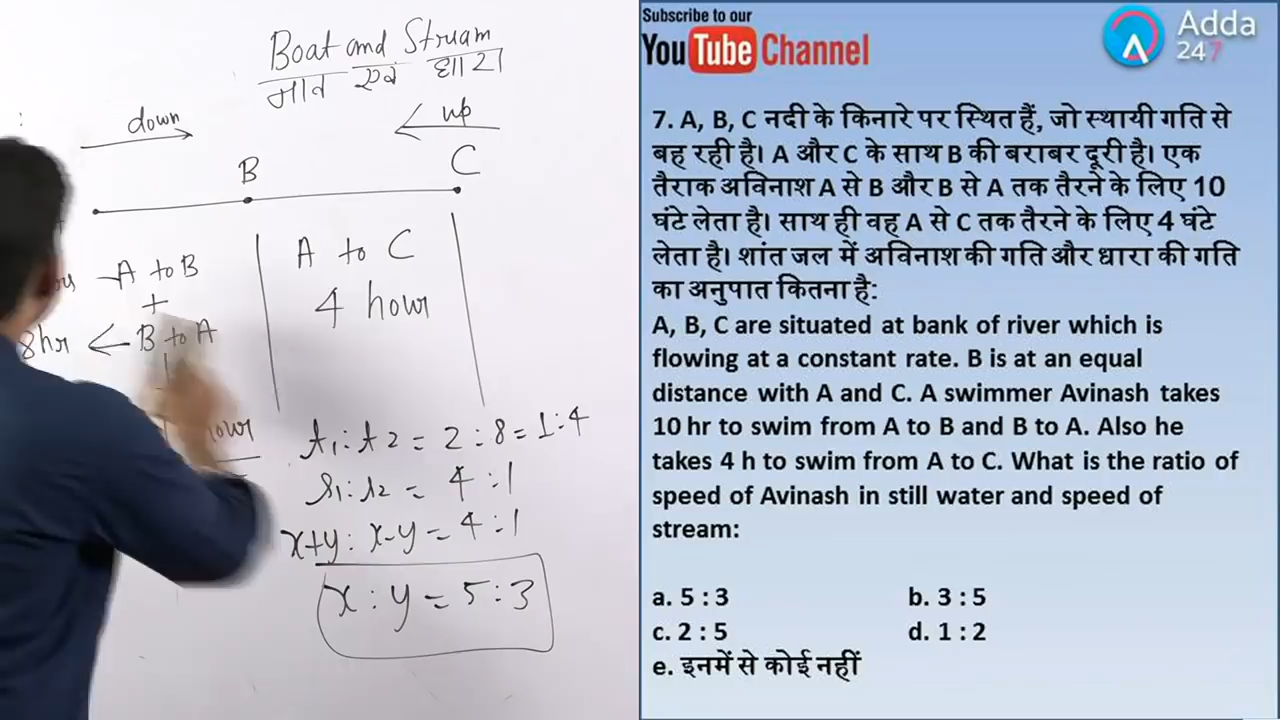 Boat and Stream
नाव एवं धारा
down
up
B
C
A to B
+
8hr ← B to A
A to C
4 hour
hour
t1 : t2 = 2 : 8 = 1 : 4
s1 : s2 = 4 : 1
x+y : x-y = 4 : 1
x : y = 5 : 3
Subscribe to our
YouTube Channel
Adda
247
7. A, B, C नदी के किनारे पर स्थित हैं, जो स्थायी गति से
बह रही है। A और C के साथ B की बराबर दूरी है। एक
तैराक अविनाश A से B और B से A तक तैरने के लिए 10
घंटे लेता है। साथ ही वह A से C तक तैरने के लिए 4 घंटे
लेता है। शांत जल में अविनाश की गति और धारा की गति
का अनुपात कितना है:
A, B, C are situated at bank of river which is
flowing at a constant rate. B is at an equal
distance with A and C. A swimmer Avinash takes
10 hr to swim from A to B and B to A. Also he
takes 4 h to swim from A to C. What is the ratio of
speed of Avinash in still water and speed of
stream:
a. 5 : 3 b. 3 : 5
c. 2 : 5 d. 1 : 2
e. इनमें से कोई नहीं